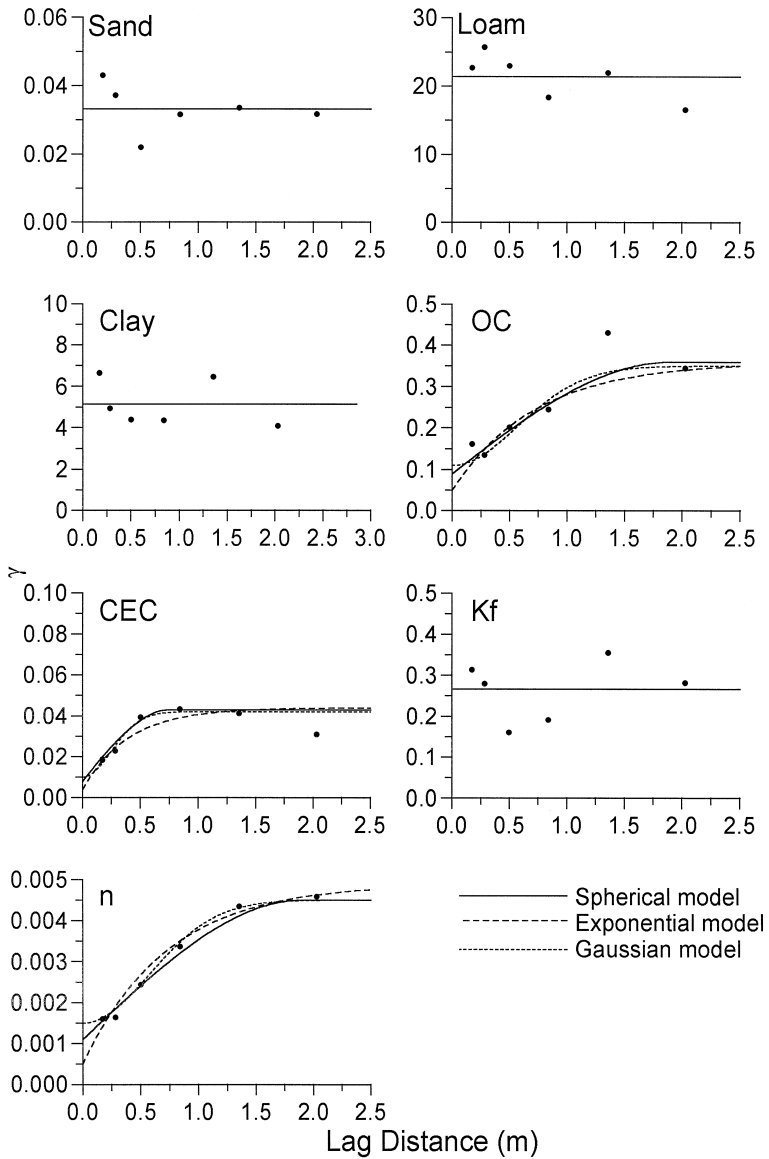 Sand
0.06
0.04
0.02
0.00
0.0 0.5 1.0 1.5 2.0 2.5
Loam
30
20
10
0
0.0 0.5 1.0 1.5 2.0 2.5
Clay
10
8
6
4
2
0
0.0 0.5 1.0 1.5 2.0 2.5 3.0
OC
0.5
0.4
0.3
0.2
0.1
0.0
0.0 0.5 1.0 1.5 2.0 2.5
γ
CEC
0.10
0.08
0.06
0.04
0.02
0.00
0.0 0.5 1.0 1.5 2.0 2.5
Kf
0.5
0.4
0.3
0.2
0.1
0.0
0.0 0.5 1.0 1.5 2.0 2.5
n
0.005
0.004
0.003
0.002
0.001
0.000
0.0 0.5 1.0 1.5 2.0 2.5
Spherical model
Exponential model
Gaussian model
Lag Distance (m)